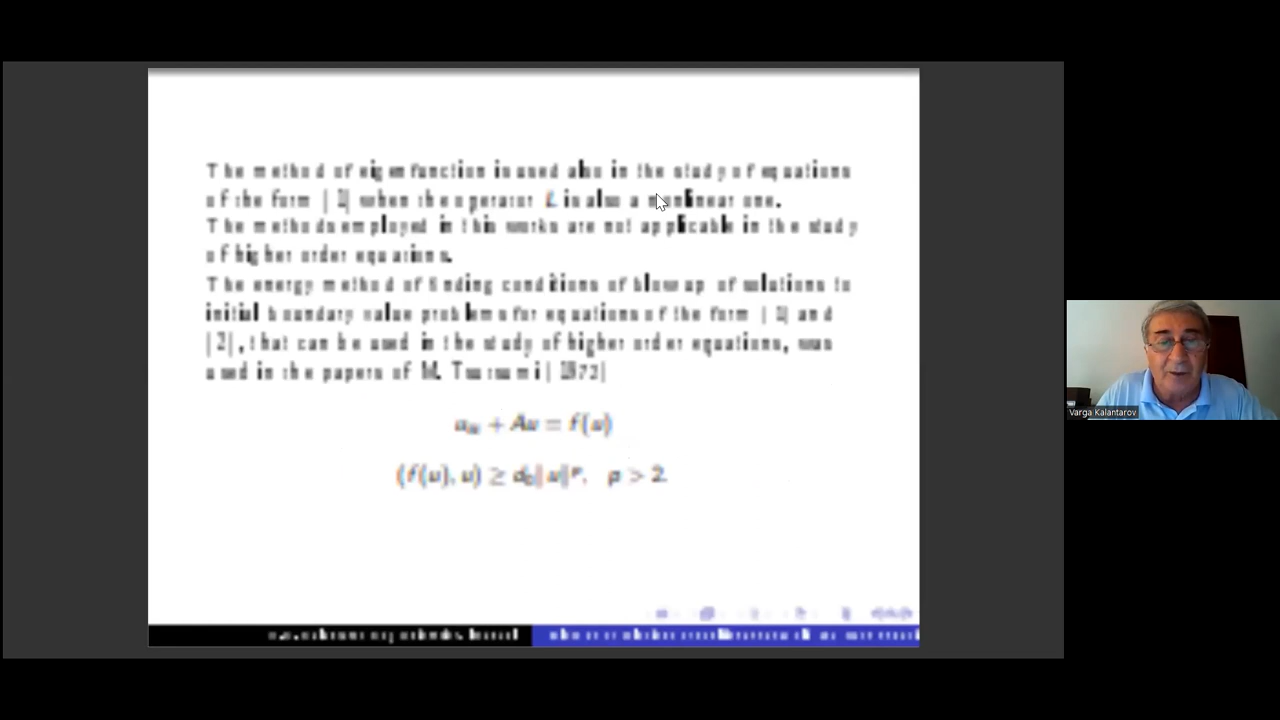 The method of eigenfunction is used also in the study of equations
of the form (1) when the operator L is also a nonlinear one.
The methods employed in this works are not applicable in the study
of higher order equations.
The energy method of finding conditions of blow up of solutions to
initial boundary value problems for equations of the form (1) and
(2), that can be used in the study of higher order equations, was
used in the papers of M. Tsutsumi (1972)
+ Au = f(u)
(f(u), u) ≥ d₀||u||ᵖ, p > 2.
Varga Kalantarov